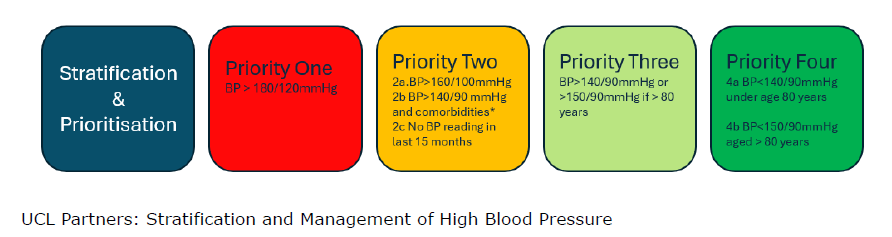 Stratification
&
Prioritisation
Priority One
BP > 180/120mmHg
Priority Two
2a.BP>160/100mmHg
2b BP>140/90 mmHg
and comorbidities*
2c No BP reading in
last 15 months
Priority Three
BP>140/90mmHg or
>150/90mmHg if > 80
years
Priority Four
4a BP<140/90mmHg
under age 80 years
4b BP<150/90mmHg
aged > 80 years
UCL Partners: Stratification and Management of High Blood Pressure